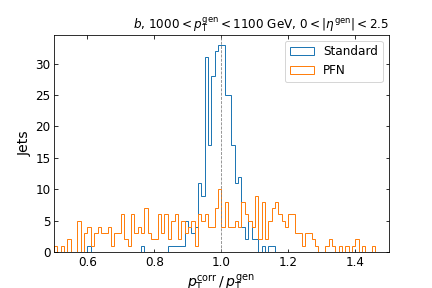 b, 1000 < p_T^gen < 1100 GeV, 0 < |η^gen| < 2.5
Standard
PFN
Jets
30
25
20
15
10
5
0
0.6 0.8 1.0 1.2 1.4
p_T^corr / p_T^gen